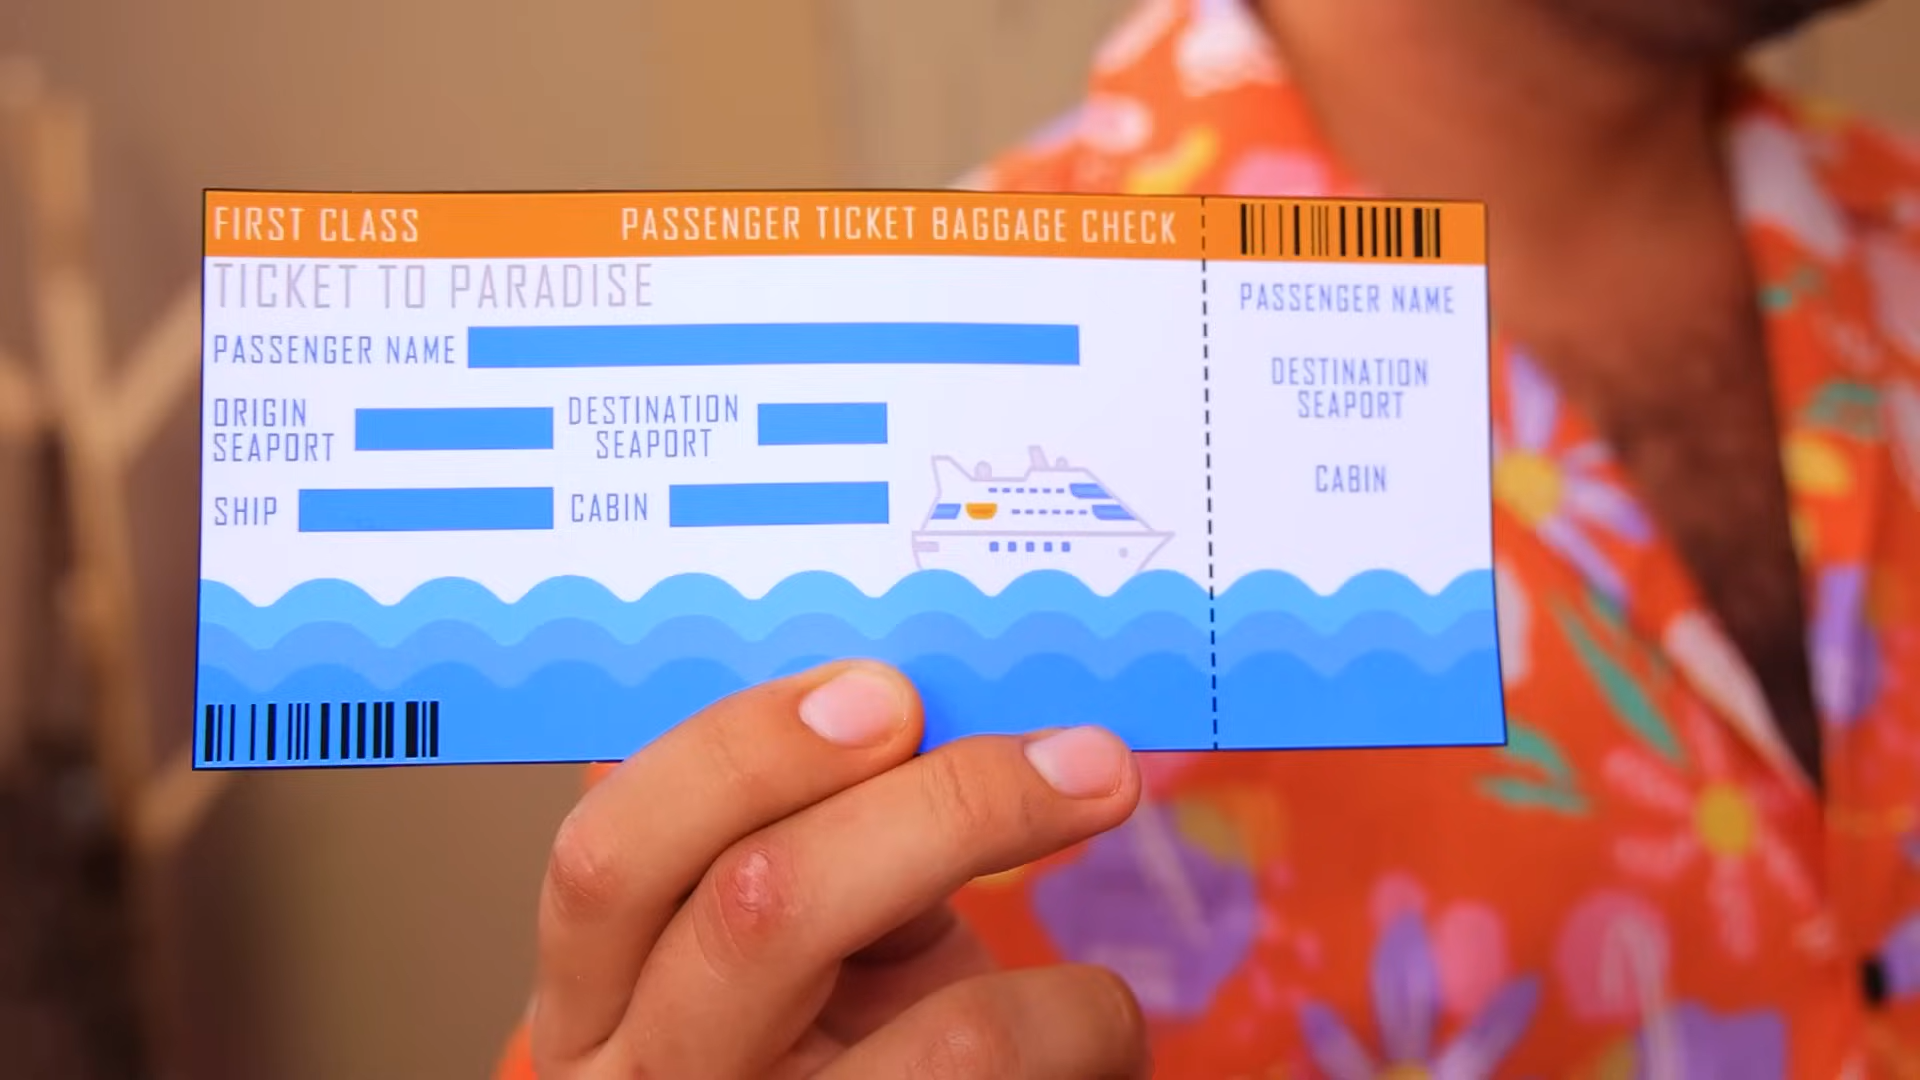 FIRST CLASS
PASSENGER TICKET BAGGAGE CHECK
TICKET TO PARADISE
PASSENGER NAME
ORIGIN
SEAPORT
DESTINATION
SEAPORT
SHIP
CABIN
PASSENGER NAME
DESTINATION
SEAPORT
CABIN